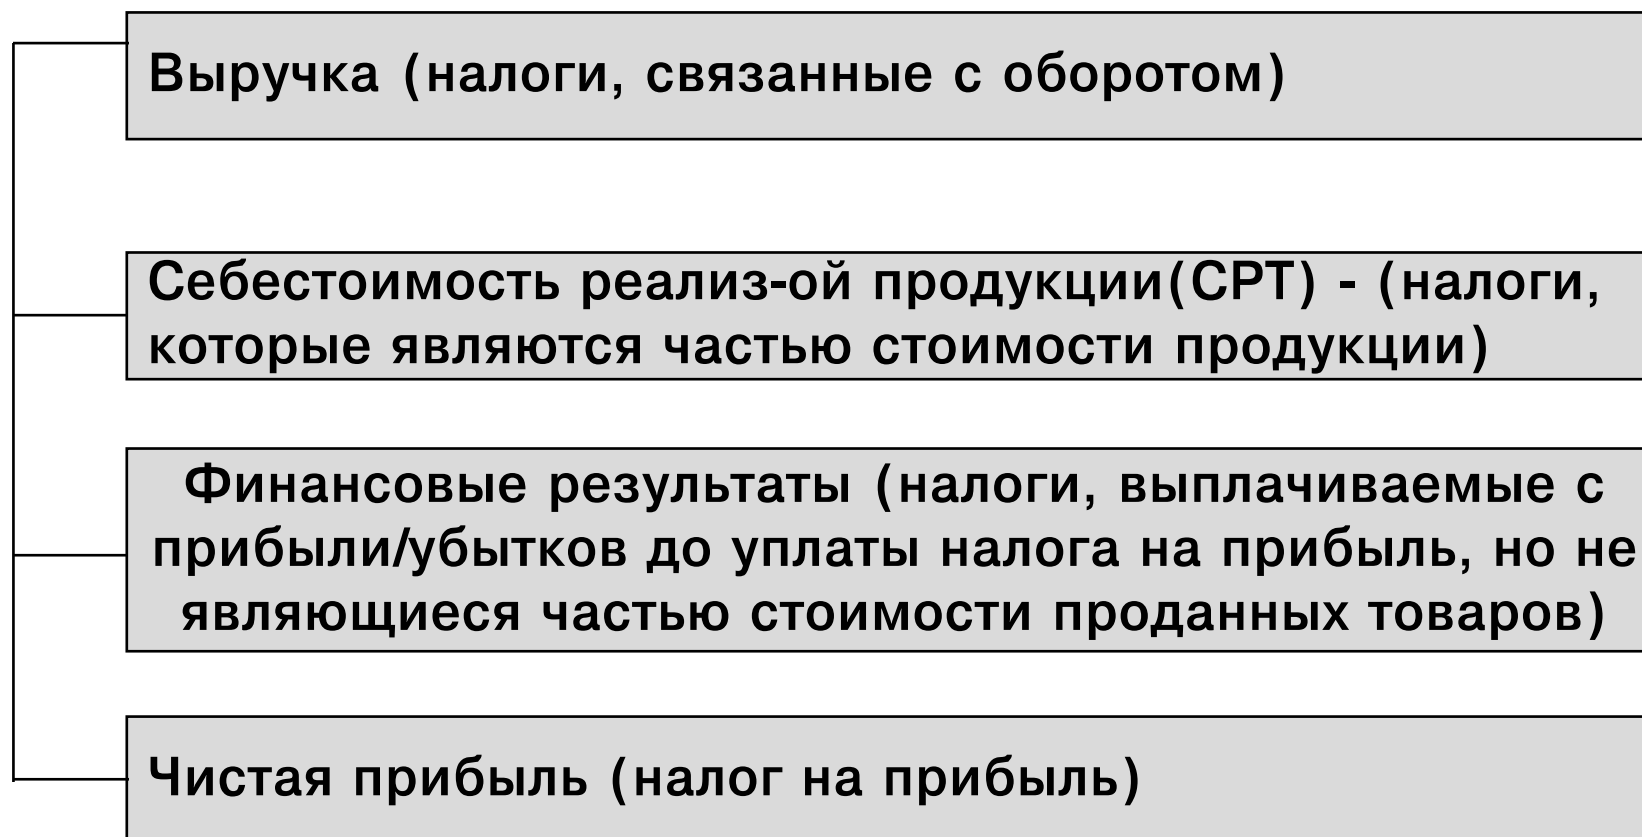 Выручка (налоги, связанные с оборотом)
Себестоимость реализ-ой продукции(СРТ) - (налоги,
которые являются частью стоимости продукции)
Финансовые результаты (налоги, выплачиваемые с
прибыли/убытков до уплаты налога на прибыль, но не
являющиеся частью стоимости проданных товаров)
Чистая прибыль (налог на прибыль)